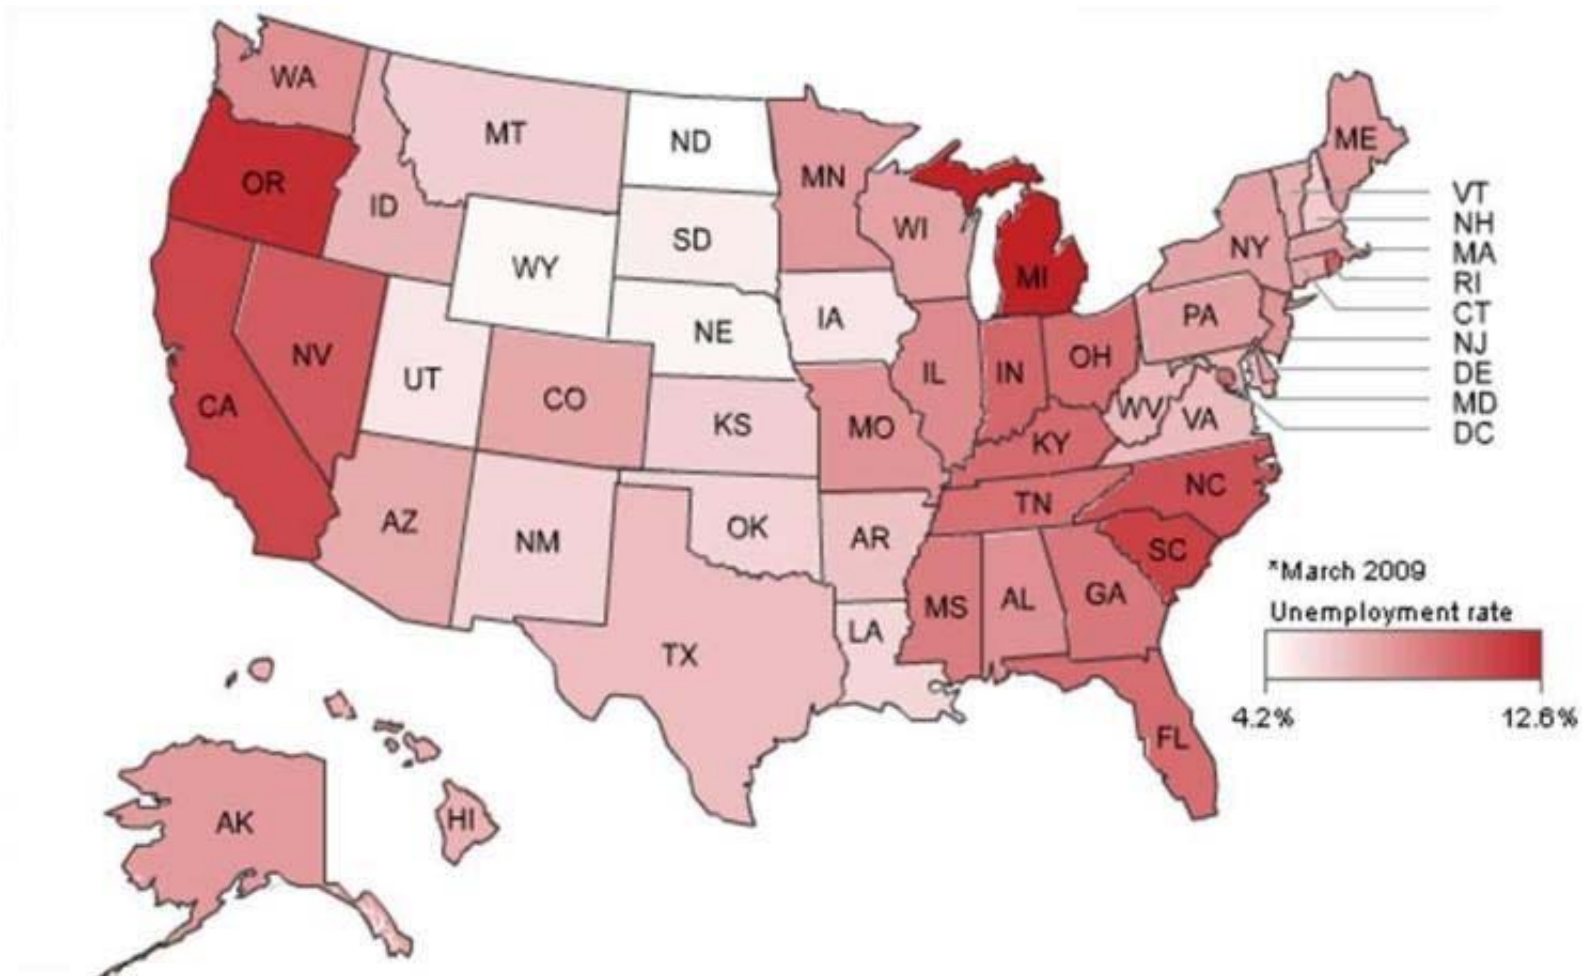 WA
MT
ND
MN
ME
OR
ID
SD
WI
MI
NY
VT
NH
MA
RI
CT
NJ
DE
MD
DC
WY
NE
IA
PA
NV
UT
CO
KS
MO
IL
IN
OH
WV
VA
CA
KY
AZ
NM
OK
AR
TN
NC
SC
MS
AL
GA
LA
TX
FL
AK
HI
*March 2009
Unemployment rate
4.2% 12.6%